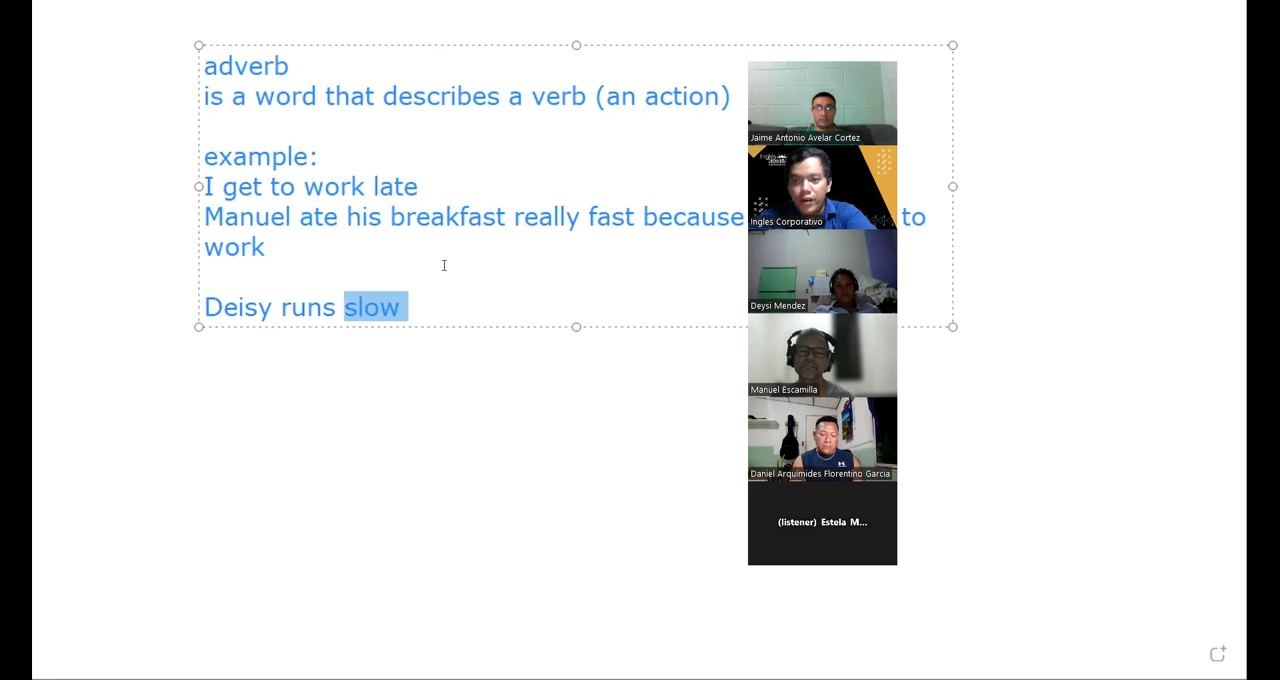 adverb
is a word that describes a verb (an action)
example:
I get to work late
Manuel ate his breakfast really fast because to
work
Deisy runs slow
Jaime Antonio Avelar Cortez
Ingles Corporativo
Deysi Mendez
Manuel Escamilla
Daniel Arquimides Florentino Garcia
(listener) Estela M...